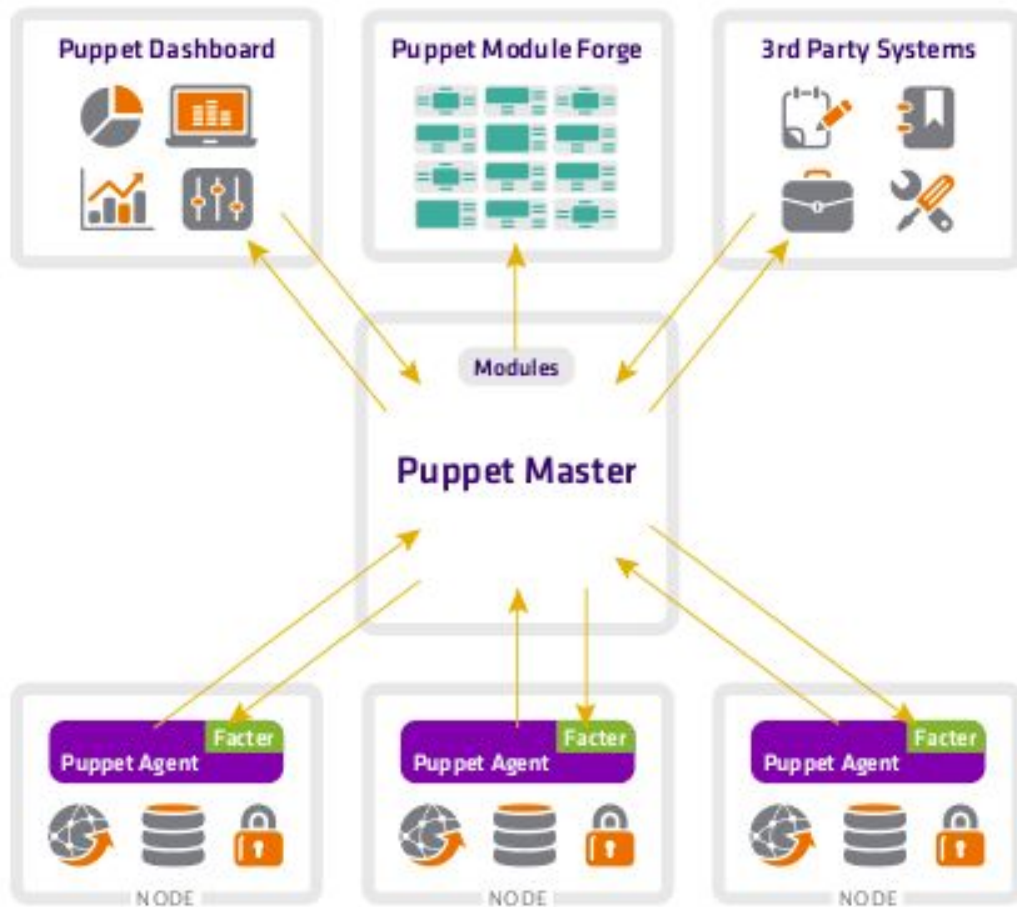 Puppet Dashboard
Puppet Module Forge
3rd Party Systems
Modules
Puppet Master
Facter
Puppet Agent
NODE
Facter
Puppet Agent
NODE
Facter
Puppet Agent
NODE